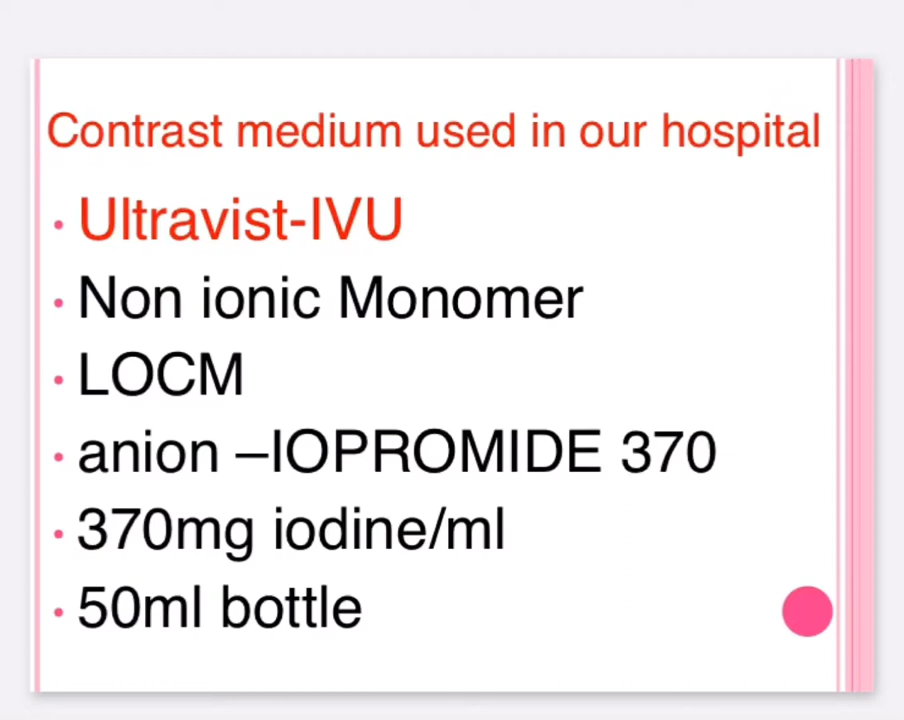 Contrast medium used in our hospital
• Ultravist-IVU
• Non ionic Monomer
• LOCM
• anion –IOPROMIDE 370
• 370mg iodine/ml
• 50ml bottle